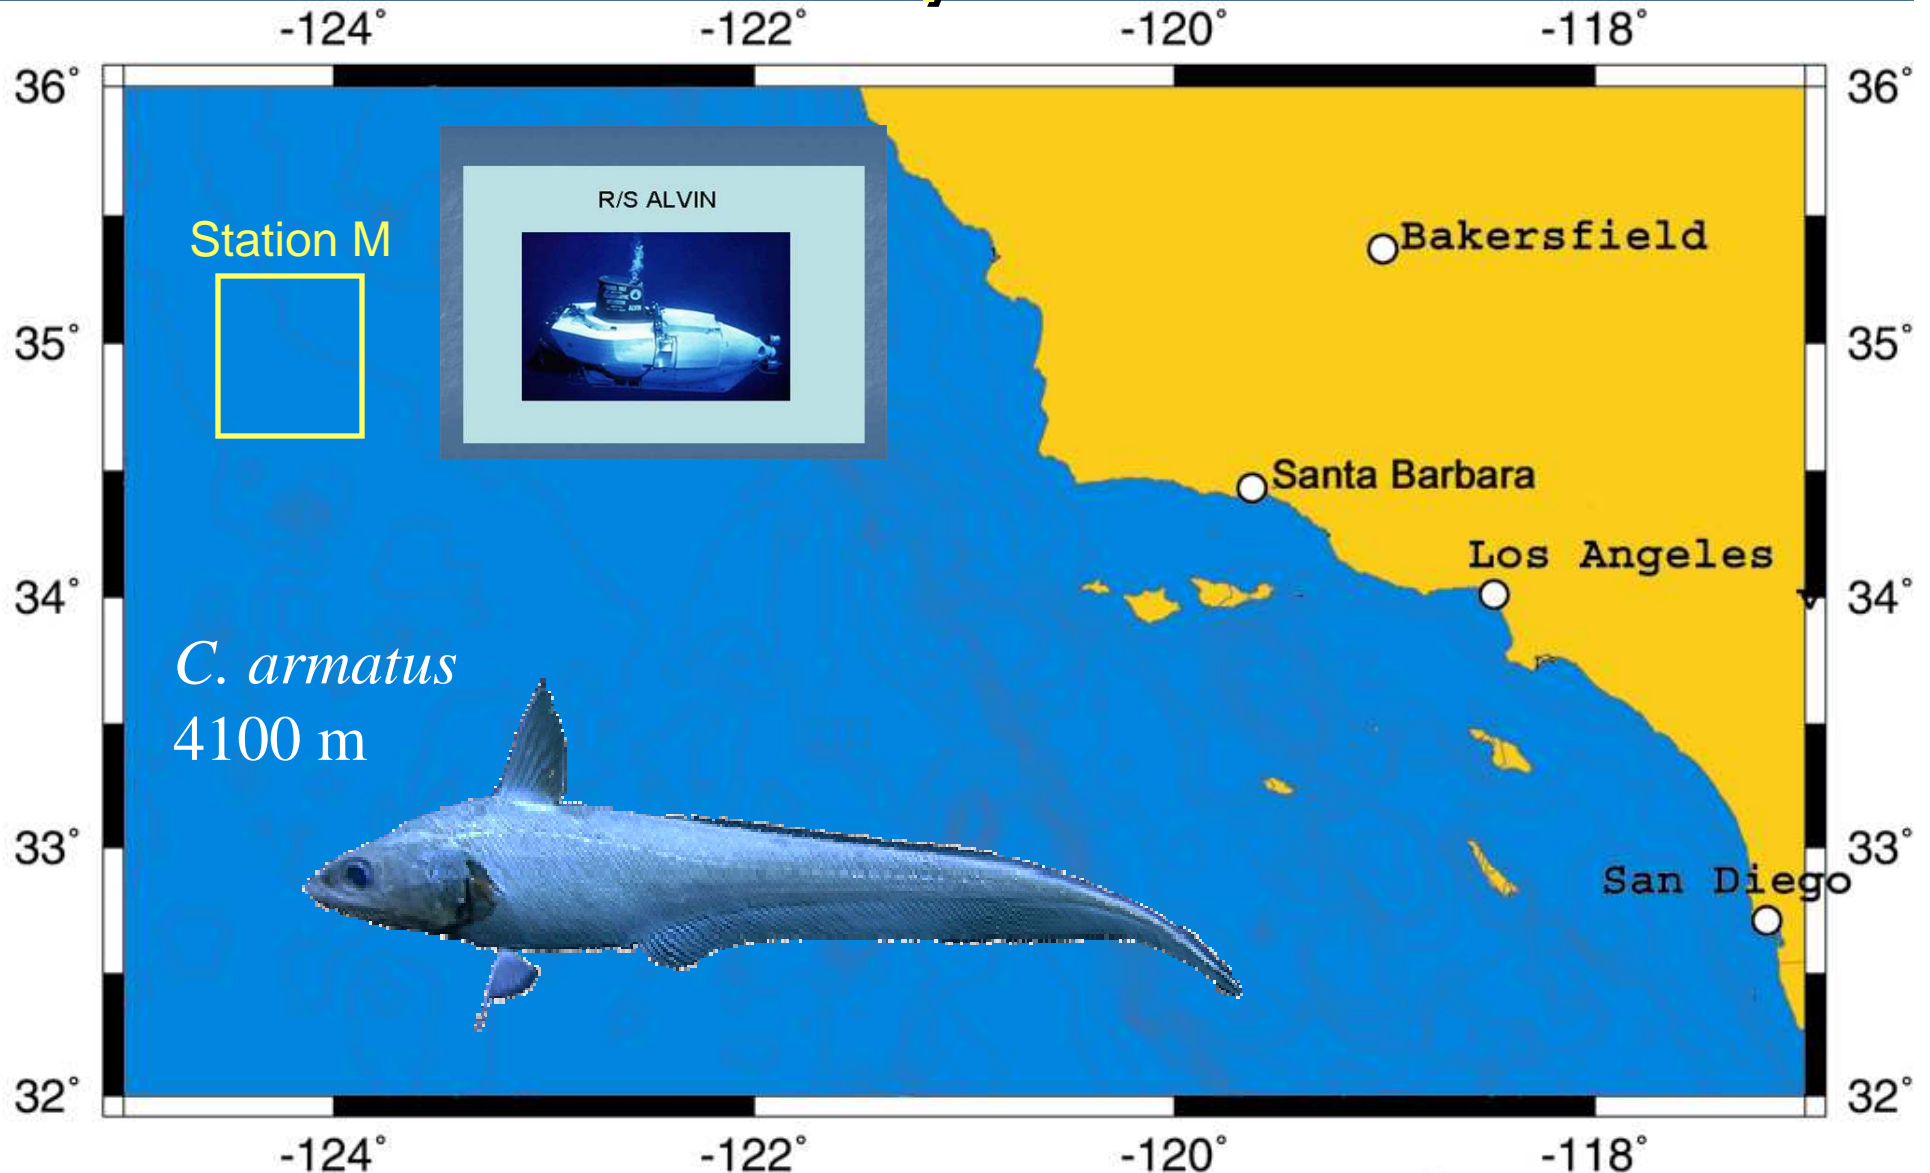 -124°
-122°
-120°
-118°
36°
36°
R/S ALVIN
Station M
Bakersfield
35°
35°
Santa Barbara
Los Angeles
34°
34°
C. armatus
4100 m
33°
33°
San Diego
32°
32°
-124°
-122°
-120°
-118°